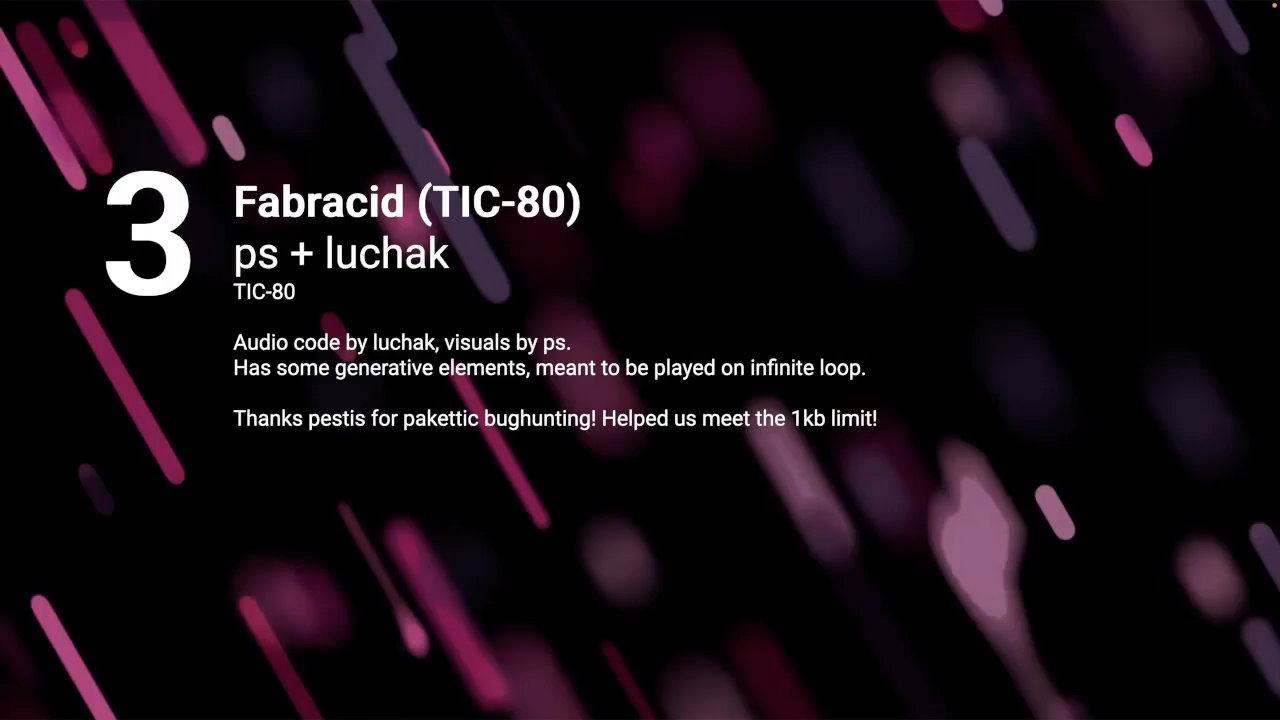 3
Fabracid (TIC-80)
ps + luchak
TIC-80
Audio code by luchak, visuals by ps.
Has some generative elements, meant to be played on infinite loop.
Thanks pestis for pakettic bughunting! Helped us meet the 1kb limit!